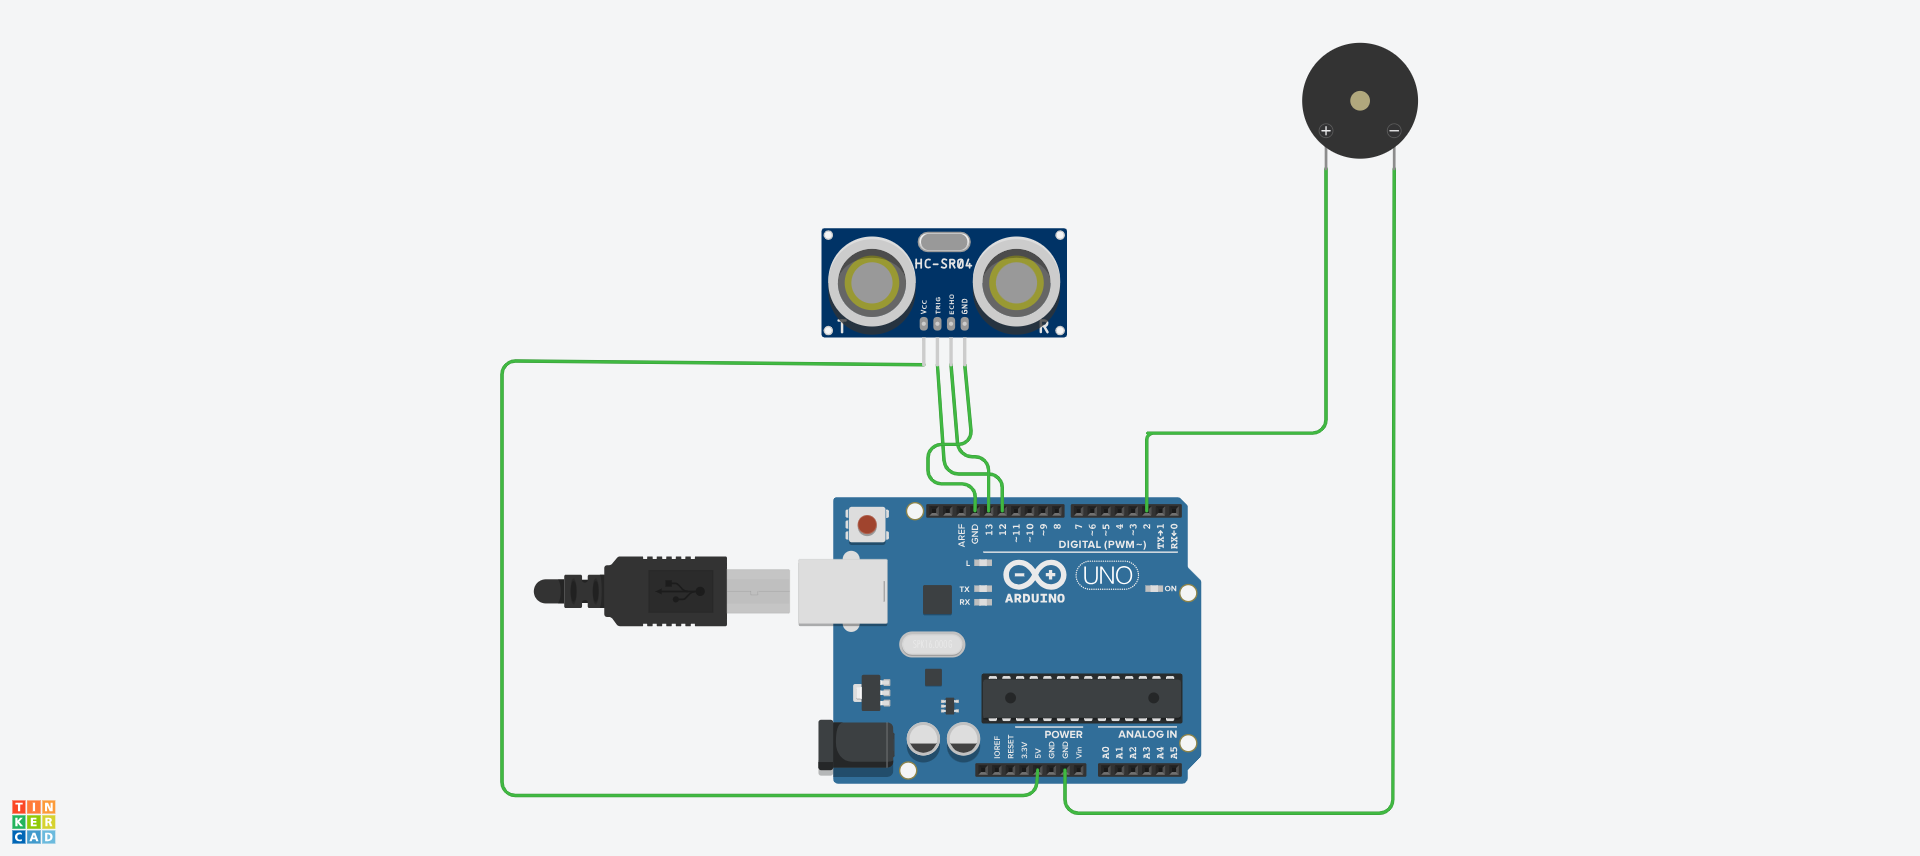 + −
HC-SR04
VCC TRIG ECHO GND
T R
AREF GND 13 12 ~11 ~10 ~9 8 7 ~6 ~5 4 ~3 2 TX→1 RX←0
DIGITAL (PWM~)
L
TX
RX
ARDUINO
UNO
ON
POWER
ANALOG IN
IOREF RESET 3.3V 5V GND GND Vin A0 A1 A2 A3 A4 A5
TIN
KER
CAD